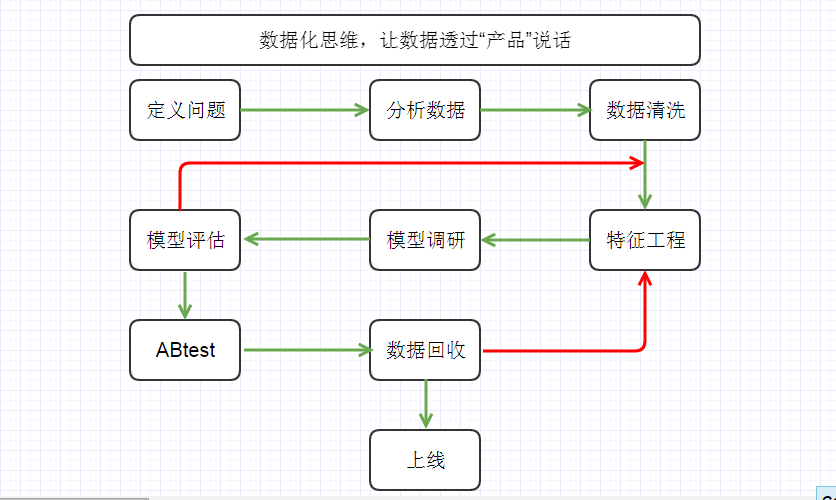 数据化思维，让数据透过“产品”说话
定义问题
分析数据
数据清洗
模型评估
模型调研
特征工程
ABtest
数据回收
上线